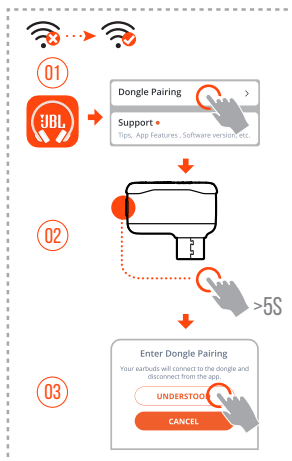 01
JBL
Dongle Pairing
Support
Tips, App Features , Software version, etc.
02
>5S
03
Enter Dongle Pairing
Your earbuds will connect to the dongle and
disconnect from the app.
UNDERSTOOD
CANCEL